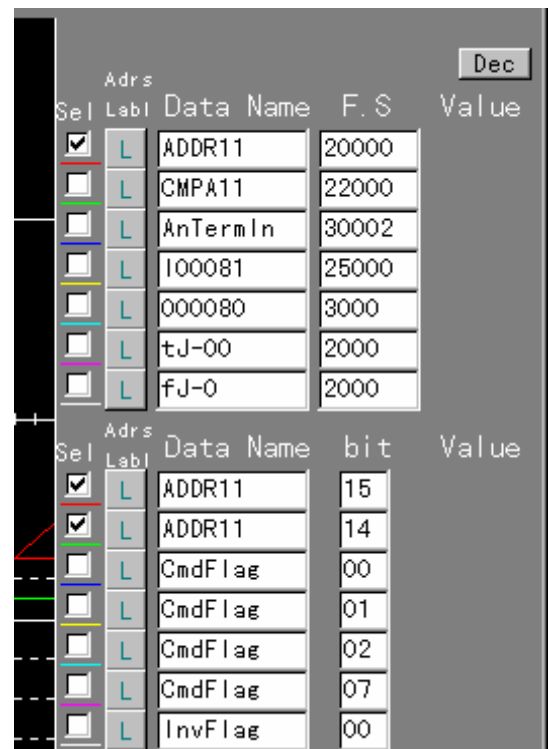 Dec
Adrs
Sel Labl Data Name F.S Value
L ADDR11 20000
L CMPA11 22000
L AnTermIn 30002
L I00081 25000
L O00080 3000
L tJ-00 2000
L fJ-0 2000
Adrs
Sel Labl Data Name bit Value
L ADDR11 15
L ADDR11 14
L CmdFlag 00
L CmdFlag 01
L CmdFlag 02
L CmdFlag 07
L InvFlag 00